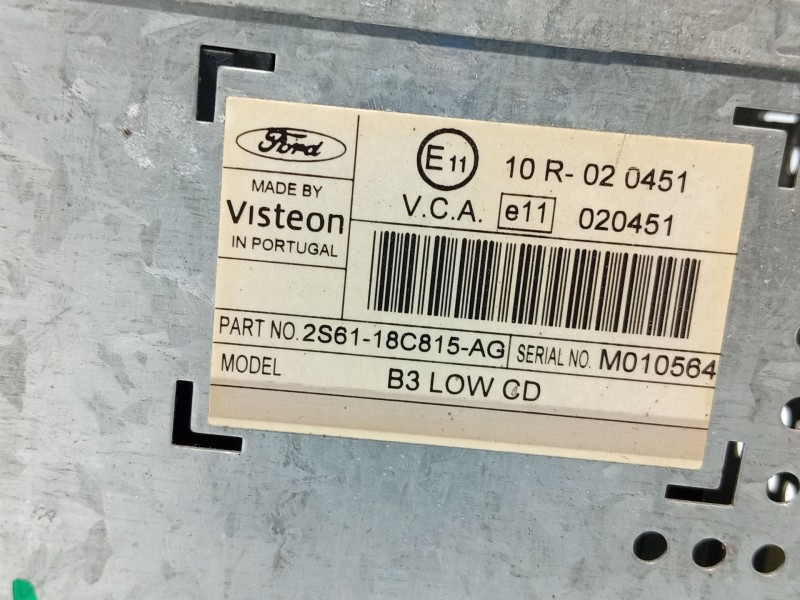 Ford
MADE BY
Visteon
IN PORTUGAL
E11 10 R- 02 0451
V.C.A. e11 020451
PART NO. 2S61-18C815-AG SERIAL NO. M010564
MODEL B3 LOW CD